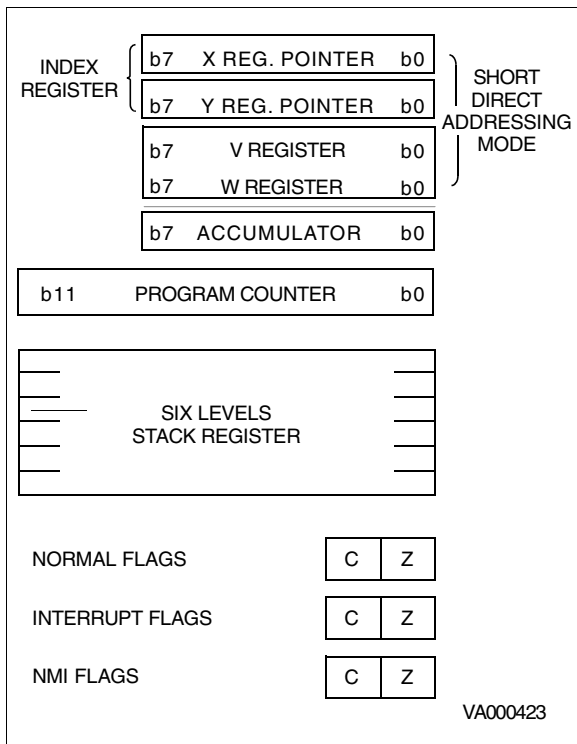 INDEX
REGISTER
b7 X REG. POINTER b0
b7 Y REG. POINTER b0
b7 V REGISTER b0
b7 W REGISTER b0
SHORT
DIRECT
ADDRESSING
MODE
b7 ACCUMULATOR b0
b11 PROGRAM COUNTER b0
SIX LEVELS
STACK REGISTER
NORMAL FLAGS C Z
INTERRUPT FLAGS C Z
NMI FLAGS C Z
VA000423